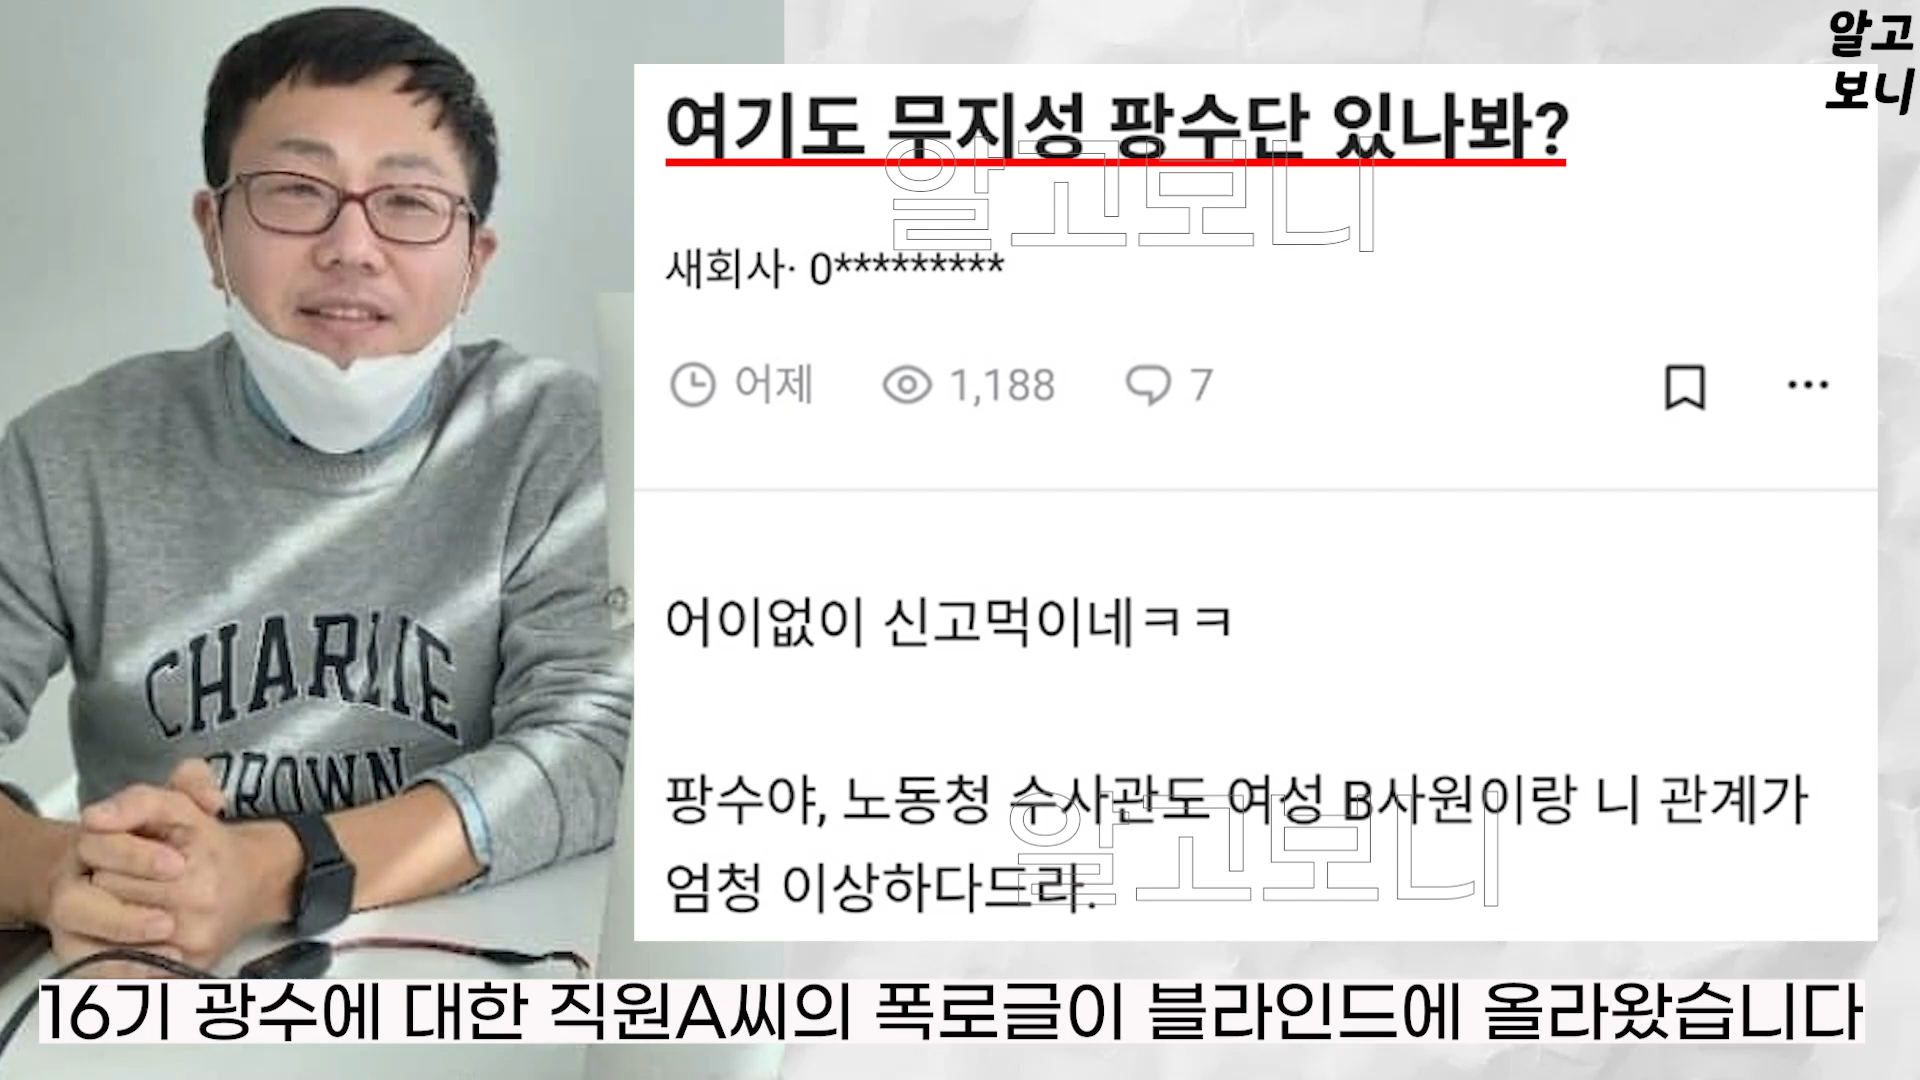 알고
보니
여기도 무지성 팡수단 있나봐?
알고보니
새회사· 0*********
어제 1,188 7
어이없이 신고먹이네ㅋㅋ
팡수야, 노동청 수사관도 여성 B사원이랑 니 관계가
엄청 이상하다드라.
알고보니
CHARLIE
BROWN
16기 광수에 대한 직원A씨의 폭로글이 블라인드에 올라왔습니다